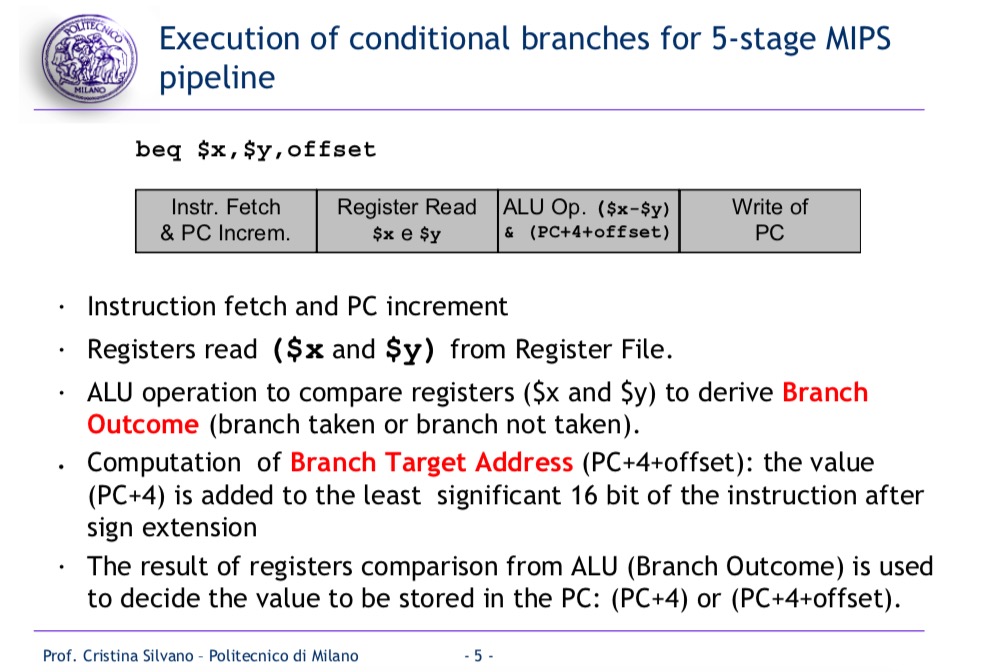 POLITECNICO
MILANO
Execution of conditional branches for 5-stage MIPS
pipeline
beq $x,$y,offset
Instr. Fetch
& PC Increm.
Register Read
$x e $y
ALU Op. ($x-$y)
& (PC+4+offset)
Write of
PC
· Instruction fetch and PC increment
· Registers read ($x and $y) from Register File.
· ALU operation to compare registers ($x and $y) to derive Branch
Outcome (branch taken or branch not taken).
· Computation of Branch Target Address (PC+4+offset): the value
(PC+4) is added to the least significant 16 bit of the instruction after
sign extension
· The result of registers comparison from ALU (Branch Outcome) is used
to decide the value to be stored in the PC: (PC+4) or (PC+4+offset).
Prof. Cristina Silvano – Politecnico di Milano
- 5 -